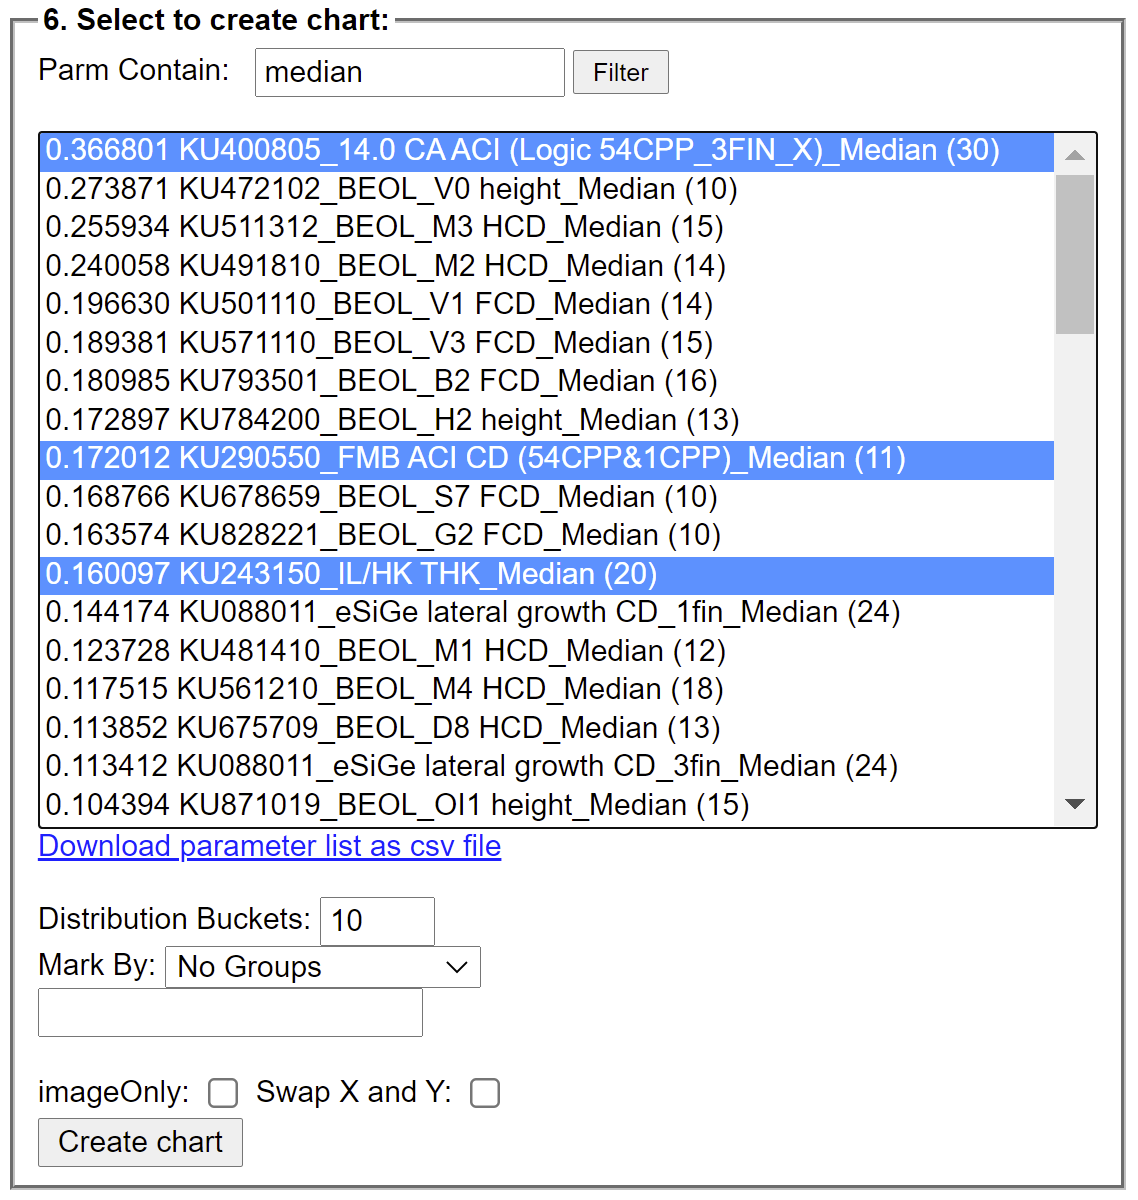 6. Select to create chart:
Parm Contain: median Filter
0.366801 KU400805_14.0 CA ACI (Logic 54CPP_3FIN_X)_Median (30)
0.273871 KU472102_BEOL_V0 height_Median (10)
0.255934 KU511312_BEOL_M3 HCD_Median (15)
0.240058 KU491810_BEOL_M2 HCD_Median (14)
0.196630 KU501110_BEOL_V1 FCD_Median (14)
0.189381 KU571110_BEOL_V3 FCD_Median (15)
0.180985 KU793501_BEOL_B2 FCD_Median (16)
0.172897 KU784200_BEOL_H2 height_Median (13)
0.172012 KU290550_FMB ACI CD (54CPP&1CPP)_Median (11)
0.168766 KU678659_BEOL_S7 FCD_Median (10)
0.163574 KU828221_BEOL_G2 FCD_Median (10)
0.160097 KU243150_IL/HK THK_Median (20)
0.144174 KU088011_eSiGe lateral growth CD_1fin_Median (24)
0.123728 KU481410_BEOL_M1 HCD_Median (12)
0.117515 KU561210_BEOL_M4 HCD_Median (18)
0.113852 KU675709_BEOL_D8 HCD_Median (13)
0.113412 KU088011_eSiGe lateral growth CD_3fin_Median (24)
0.104394 KU871019_BEOL_OI1 height_Median (15)
Download parameter list as csv file
Distribution Buckets: 10
Mark By: No Groups
imageOnly: Swap X and Y:
Create chart